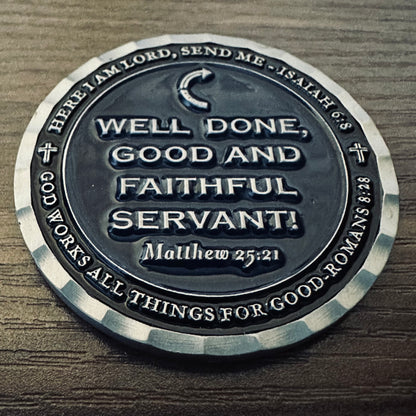 HERE I AM LORD, SEND ME - ISAIAH 6:8
WELL DONE,
GOOD AND
FAITHFUL
SERVANT!
Matthew 25:21
GOD WORKS ALL THINGS FOR GOOD-ROMANS 8:28